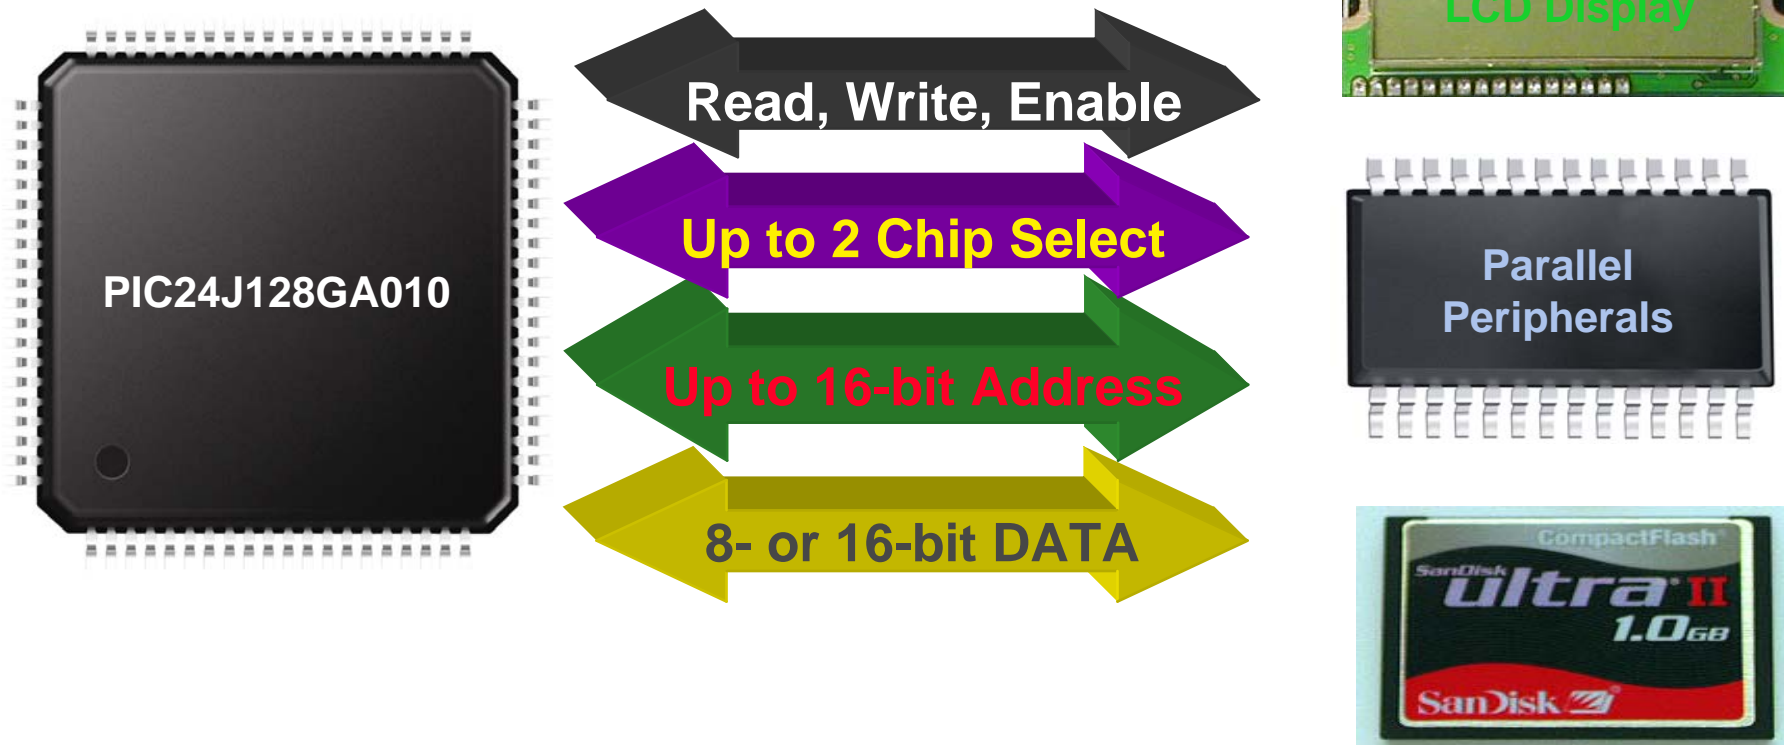 LCD Display
Read, Write, Enable
Up to 2 Chip Select
PIC24J128GA010
Up to 16-bit Address
8- or 16-bit DATA
Parallel
Peripherals
CompactFlash®
SanDisk
ultra II
1.0GB
SanDisk